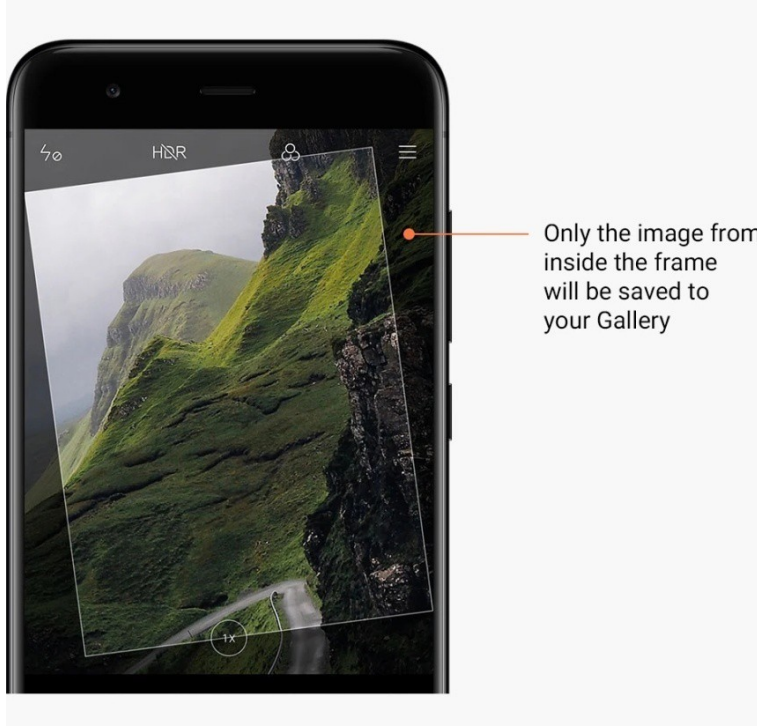 HDR
Only the image from
inside the frame
will be saved to
your Gallery
1X